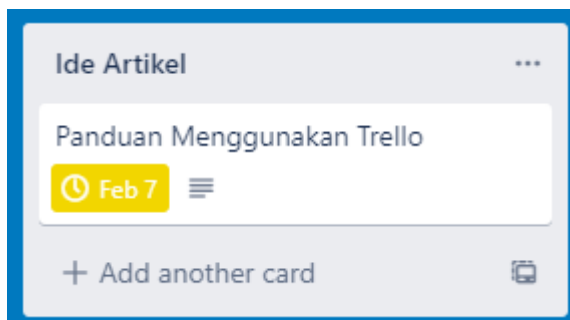 Ide Artikel
Panduan Menggunakan Trello
Feb 7
+ Add another card